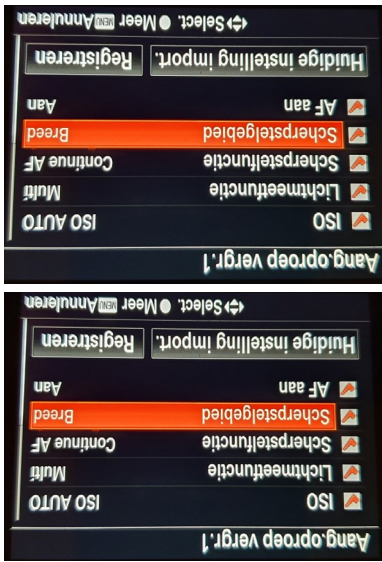 Aang.oproep vergr.1
ISO ISO AUTO
Lichtmeetfunctie Multi
Scherpstelfunctie Continue AF
Scherpstelgebied Breed
AF aan Aan
Huidige instelling import. Registreren
Select. Meer MENU Annuleren
Aang.oproep vergr.1
ISO ISO AUTO
Lichtmeetfunctie Multi
Scherpstelfunctie Continue AF
Scherpstelgebied Breed
AF aan Aan
Huidige instelling import. Registreren
Select. Meer MENU Annuleren